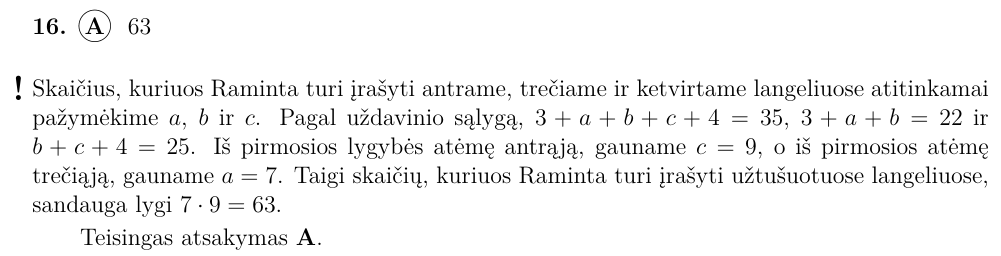 16. A 63
! Skaičius, kuriuos Raminta turi įrašyti antrame, trečiame ir ketvirtame langeliuose atitinkamai
pažymėkime a, b ir c. Pagal uždavinio sąlygą, 3 + a + b + c + 4 = 35, 3 + a + b = 22 ir
b + c + 4 = 25. Iš pirmosios lygybės atėmę antrąją, gauname c = 9, o iš pirmosios atėmę
trečiąją, gauname a = 7. Taigi skaičių, kuriuos Raminta turi įrašyti užtušuotuose langeliuose,
sandauga lygi 7 · 9 = 63.
Teisingas atsakymas A.